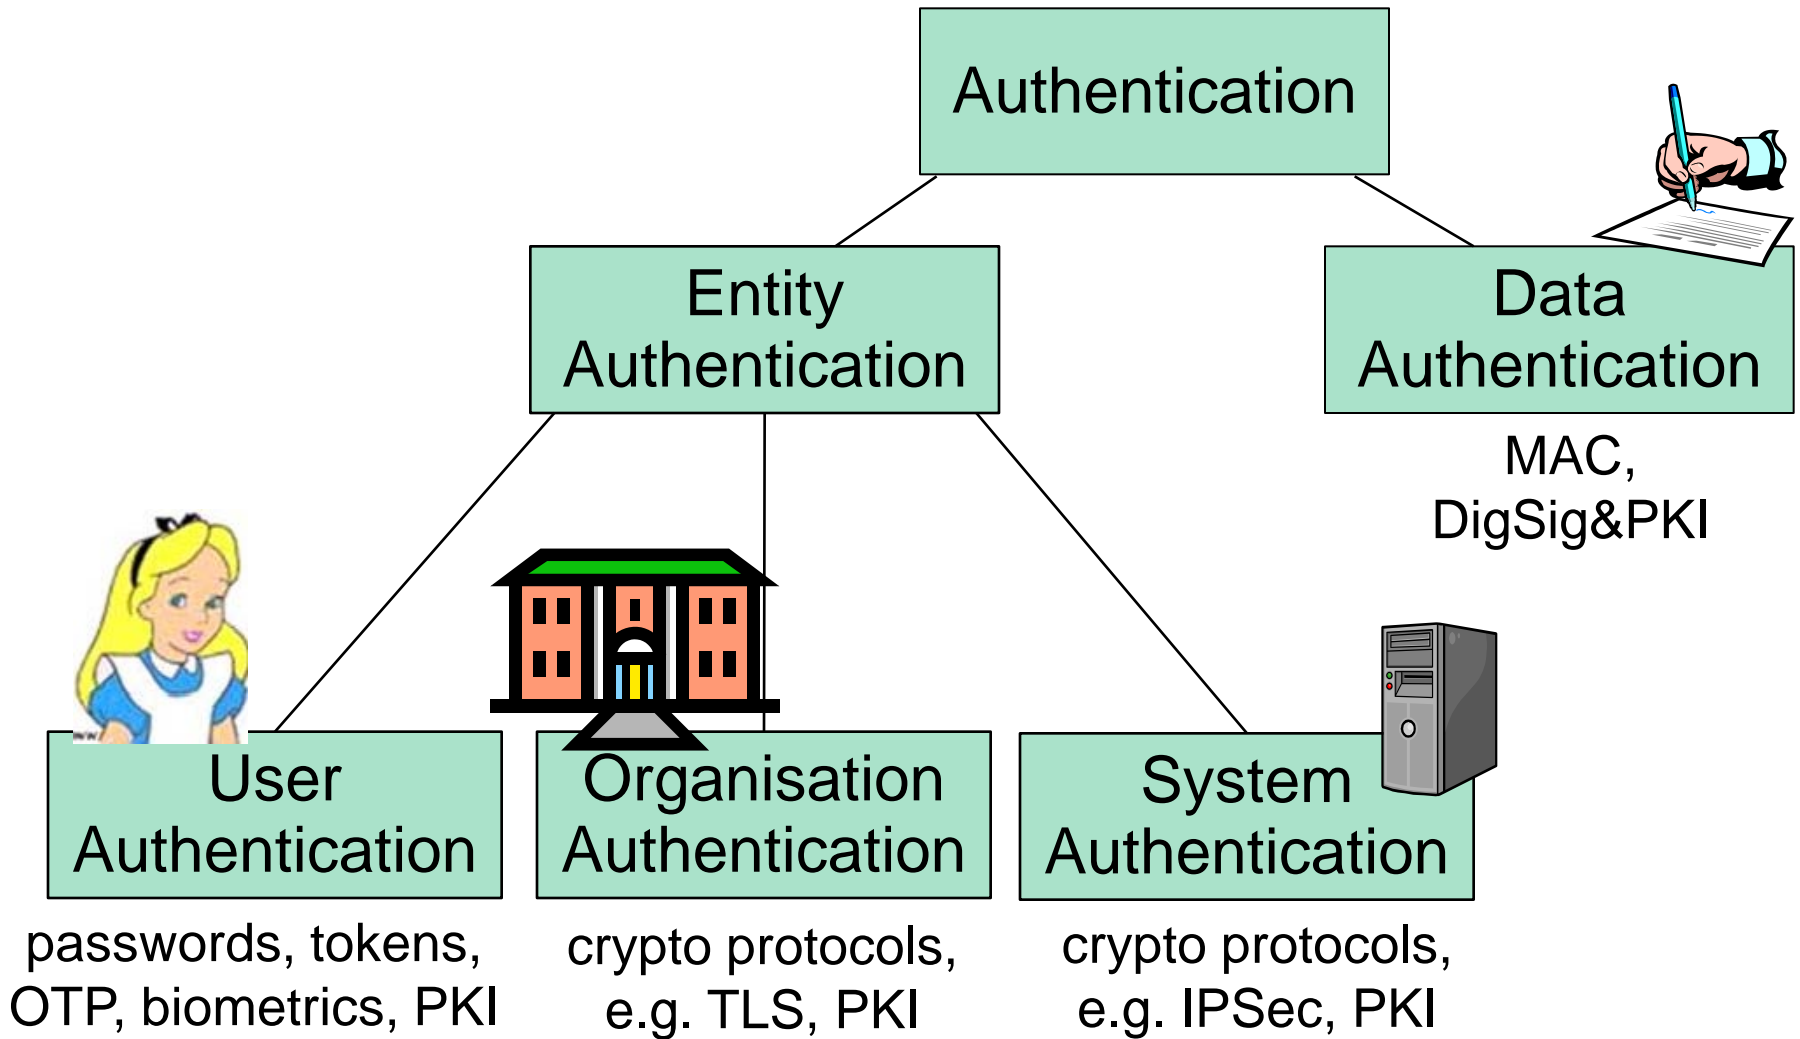 Authentication
Entity
Authentication
Data
Authentication
MAC,
DigSig&PKI
User
Authentication
Organisation
Authentication
System
Authentication
passwords, tokens,
OTP, biometrics, PKI
crypto protocols,
e.g. TLS, PKI
crypto protocols,
e.g. IPSec, PKI